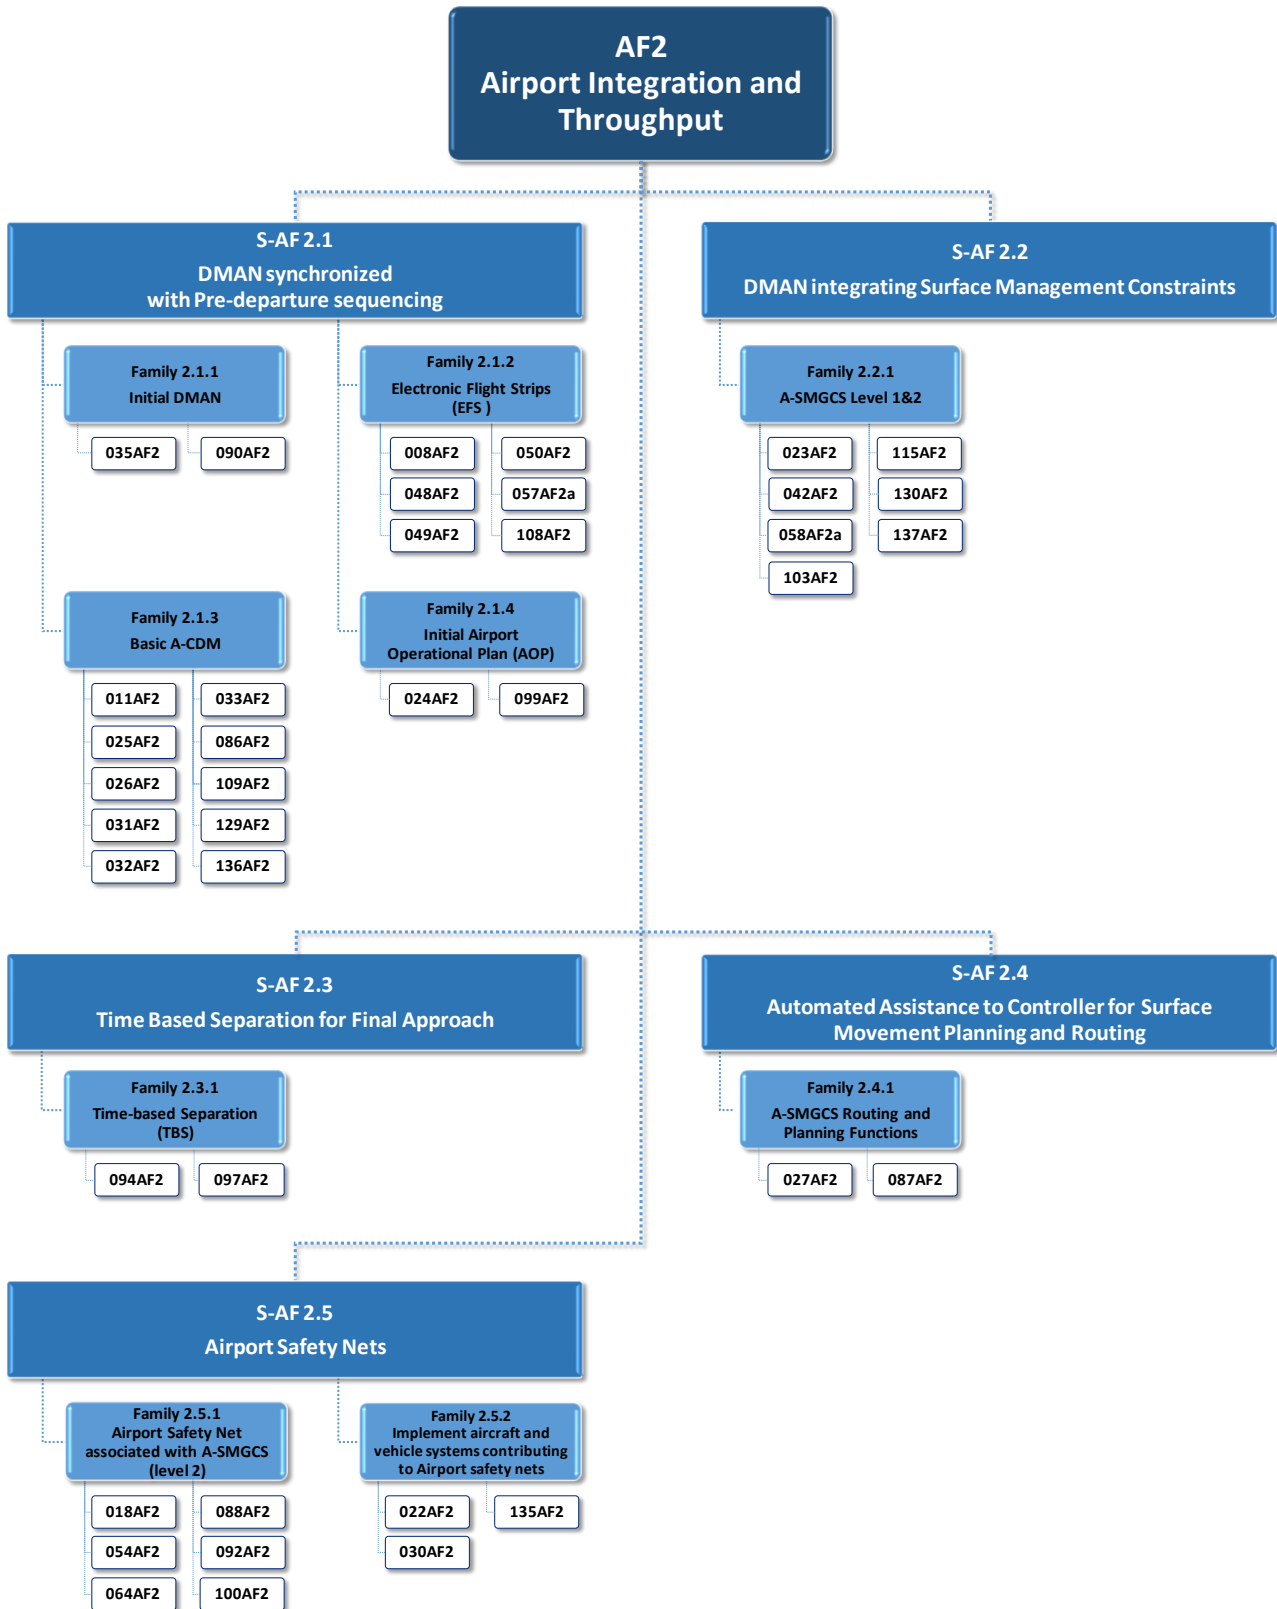 AF2
Airport Integration and
Throughput
S-AF 2.1
DMAN synchronized
with Pre-departure sequencing
S-AF 2.2
DMAN integrating Surface Management Constraints
Family 2.1.1
Initial DMAN
035AF2
090AF2
Family 2.1.2
Electronic Flight Strips
(EFS )
008AF2
050AF2
048AF2
057AF2a
049AF2
108AF2
Family 2.2.1
A-SMGCS Level 1&2
023AF2
115AF2
042AF2
130AF2
058AF2a
137AF2
103AF2
Family 2.1.3
Basic A-CDM
011AF2
033AF2
025AF2
086AF2
026AF2
109AF2
031AF2
129AF2
032AF2
136AF2
Family 2.1.4
Initial Airport
Operational Plan (AOP)
024AF2
099AF2
S-AF 2.3
Time Based Separation for Final Approach
S-AF 2.4
Automated Assistance to Controller for Surface
Movement Planning and Routing
Family 2.3.1
Time-based Separation
(TBS)
094AF2
097AF2
Family 2.4.1
A-SMGCS Routing and
Planning Functions
027AF2
087AF2
S-AF 2.5
Airport Safety Nets
Family 2.5.1
Airport Safety Net
associated with A-SMGCS
(level 2)
018AF2
088AF2
054AF2
092AF2
064AF2
100AF2
Family 2.5.2
Implement aircraft and
vehicle systems contributing
to Airport safety nets
022AF2
135AF2
030AF2